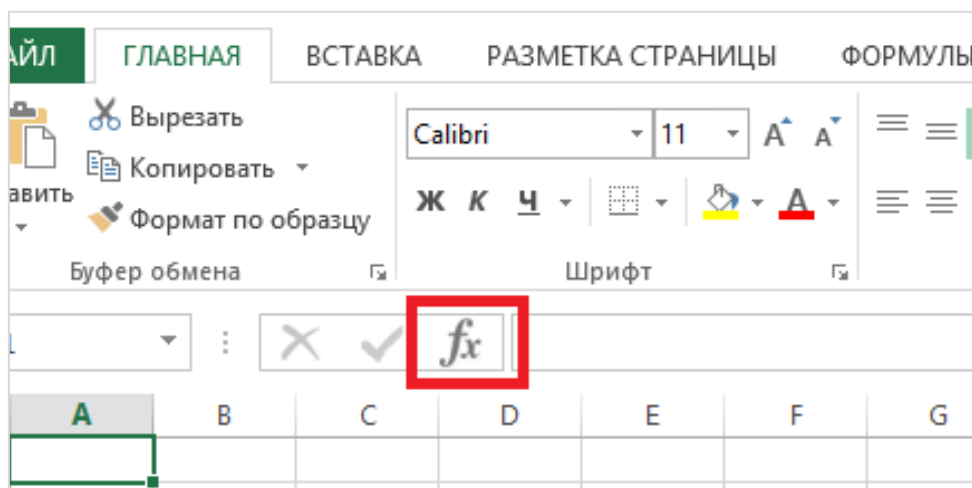 АЙЛ ГЛАВНАЯ ВСТАВКА РАЗМЕТКА СТРАНИЦЫ ФОРМУЛЫ
Вырезать
Calibri 11 A A
Копировать
авить
Ж К Ч А
Формат по образцу
Буфер обмена Шрифт
fx
A B C D E F G